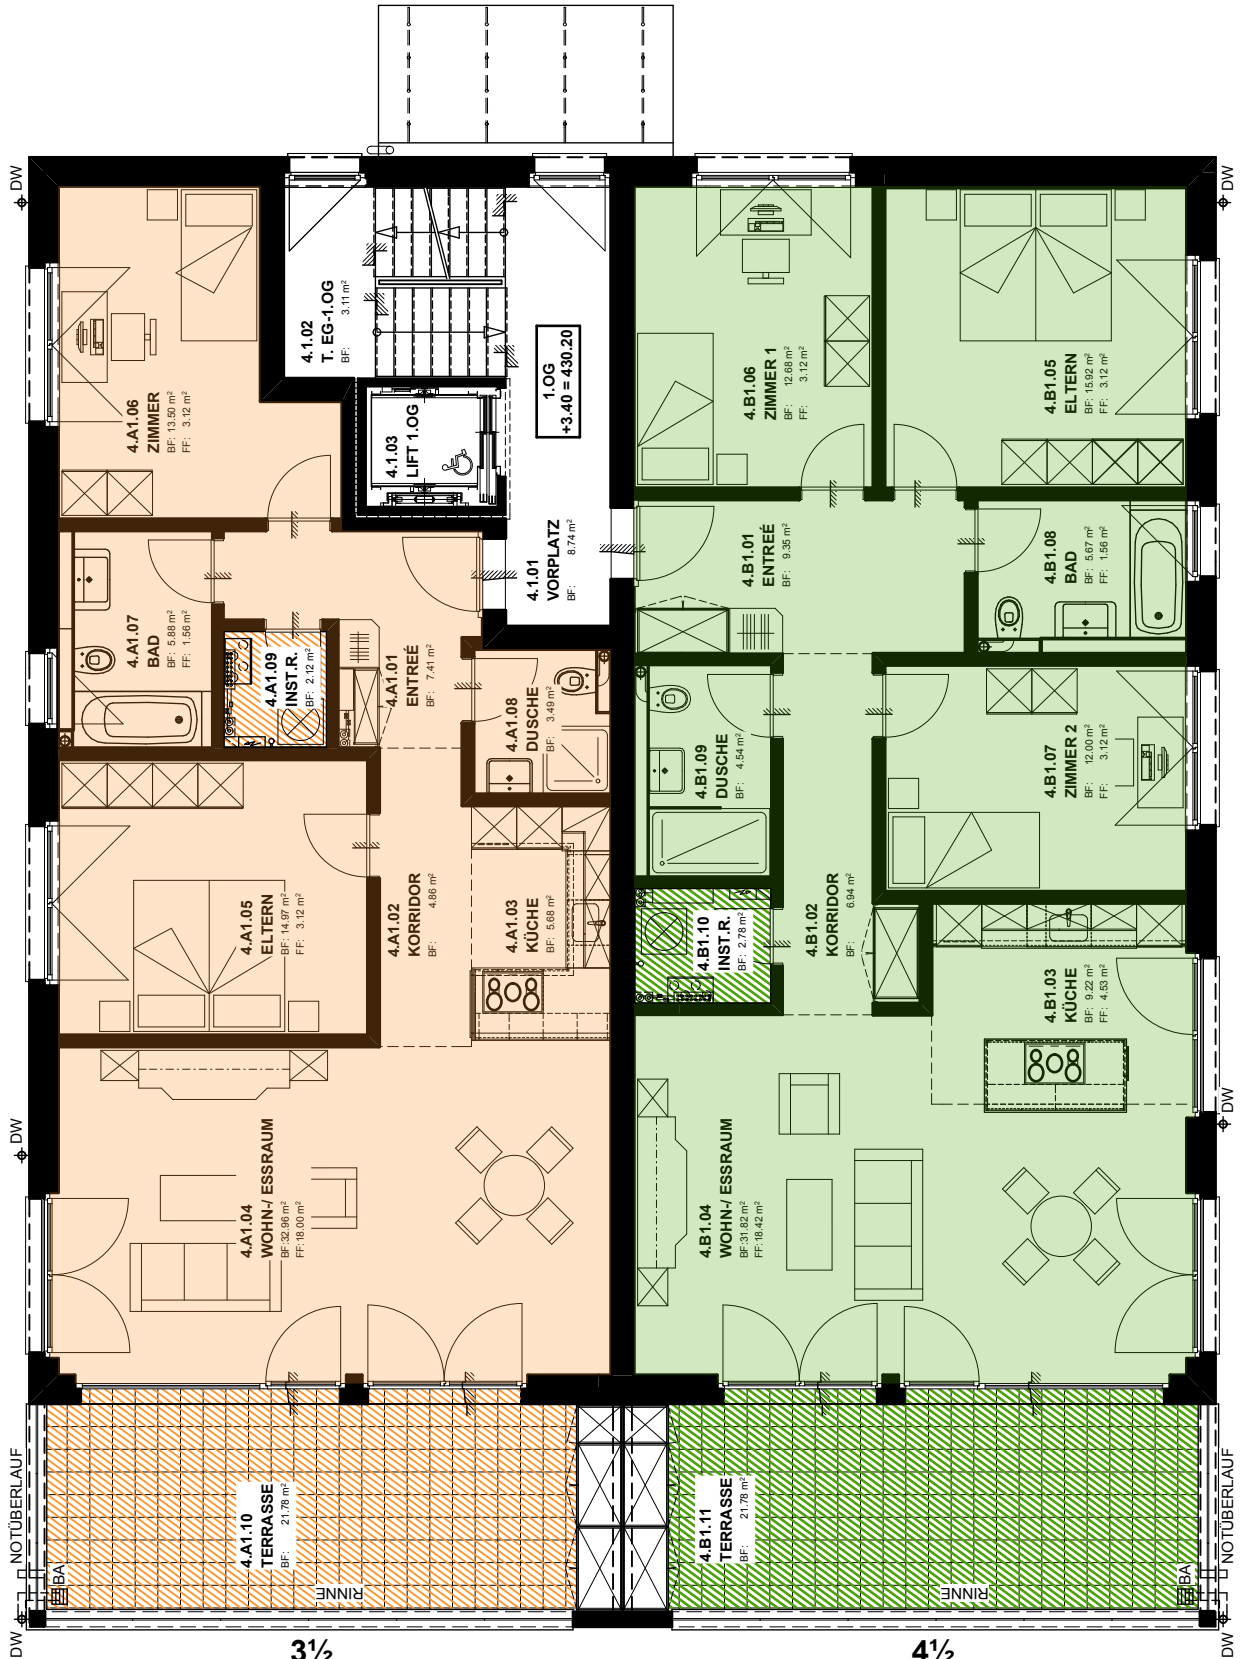 DW
NOTÜBERLAUF
DW
DW
BA
RINNE
4.A1.10
TERRASSE
BF: 21.78 m²
3½
4.A1.04
WOHN-/ ESSRAUM
BF: 32.96 m²
FF: 18.00 m²
4.A1.05
ELTERN
BF: 14.97 m²
FF: 3.12 m²
4.A1.02
KORRIDOR
BF: 4.86 m²
4.A1.03
KÜCHE
BF: 5.68 m²
4.A1.07
BAD
BF: 5.88 m²
FF: 1.56 m²
4.A1.09
INST.R.
BF: 2.12 m²
4.A1.01
ENTREÉ
BF: 7.41 m²
4.A1.08
DUSCHE
BF: 3.49 m²
4.A1.06
ZIMMER
BF: 13.50 m²
FF: 3.12 m²
4.1.02
T. EG-1.OG
BF: 3.11 m²
4.1.03
LIFT 1.OG
4.1.01
VORPLATZ
BF: 8.74 m²
1.OG
+3.40 = 430.20
4.B1.11
TERRASSE
BF: 21.78 m²
RINNE
BA
NOTÜBERLAUF
DW
DW
DW
4½
4.B1.04
WOHN-/ ESSRAUM
BF: 31.82 m²
FF: 18.42 m²
4.B1.10
INST.R.
BF: 2.78 m²
4.B1.09
DUSCHE
BF: 4.54 m²
4.B1.02
KORRIDOR
BF: 6.94 m²
4.B1.03
KÜCHE
BF: 9.22 m²
FF: 4.53 m²
4.B1.07
ZIMMER 2
BF: 12.00 m²
FF: 3.12 m²
4.B1.01
ENTREÉ
BF: 9.35 m²
4.B1.08
BAD
BF: 5.67 m²
FF: 1.56 m²
4.B1.06
ZIMMER 1
BF: 12.68 m²
FF: 3.12 m²
4.B1.05
ELTERN
BF: 15.92 m²
FF: 3.12 m²